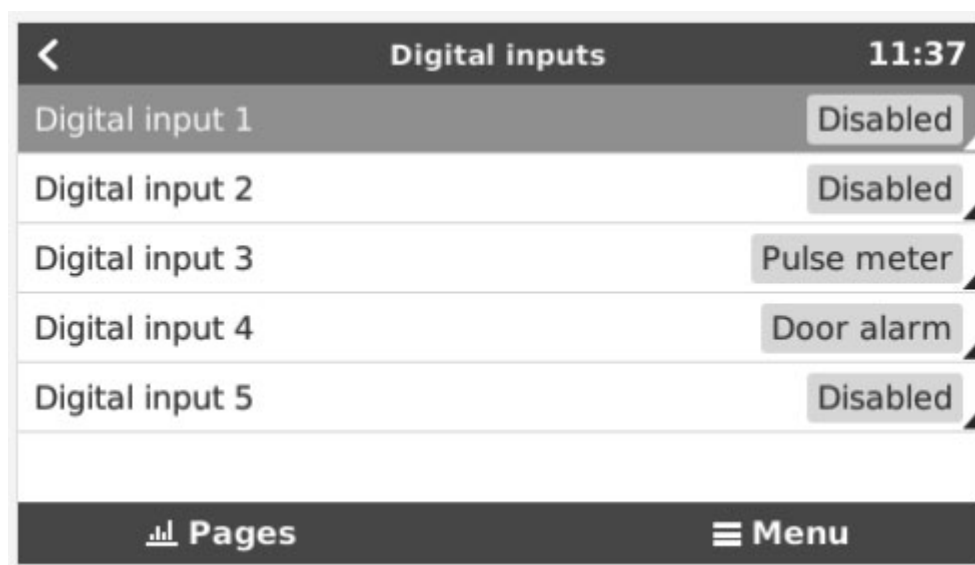 Digital inputs 11:37
Digital input 1 Disabled
Digital input 2 Disabled
Digital input 3 Pulse meter
Digital input 4 Door alarm
Digital input 5 Disabled
Pages Menu